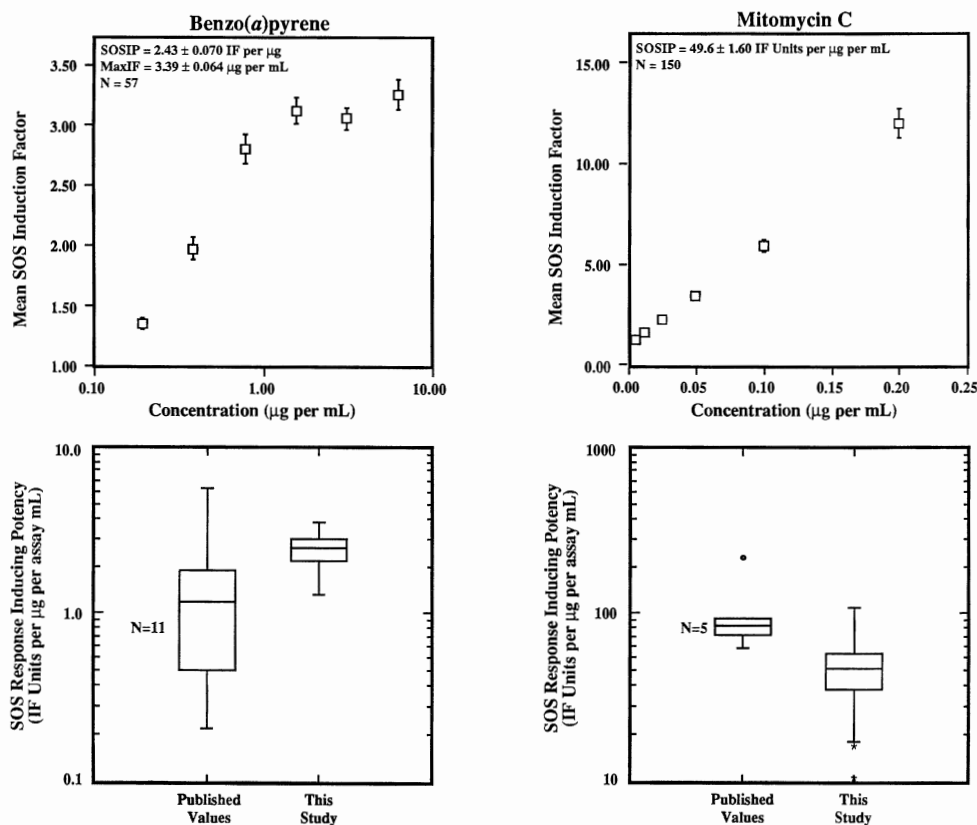 Benzo(a)pyrene
SOSIP = 2.43 ± 0.070 IF per µg
MaxIF = 3.39 ± 0.064 µg per mL
N = 57
Mean SOS Induction Factor
3.50
3.00
2.50
2.00
1.50
1.00
0.10
1.00
10.00
Concentration (µg per mL)
Mitomycin C
SOSIP = 49.6 ± 1.60 IF Units per µg per mL
N = 150
Mean SOS Induction Factor
10.00
5.00
0.00
0.00
0.05
0.10
0.15
0.20
0.25
Concentration (µg per mL)
SOS Response Inducing Potency
(IF Units per µg per assay mL)
10.0
1.0
0.1
N=11
Published
Values
This
Study
SOS Response Inducing Potency
(IF Units per µg per assay mL)
1000
100
10
N=5
Published
Values
This
Study